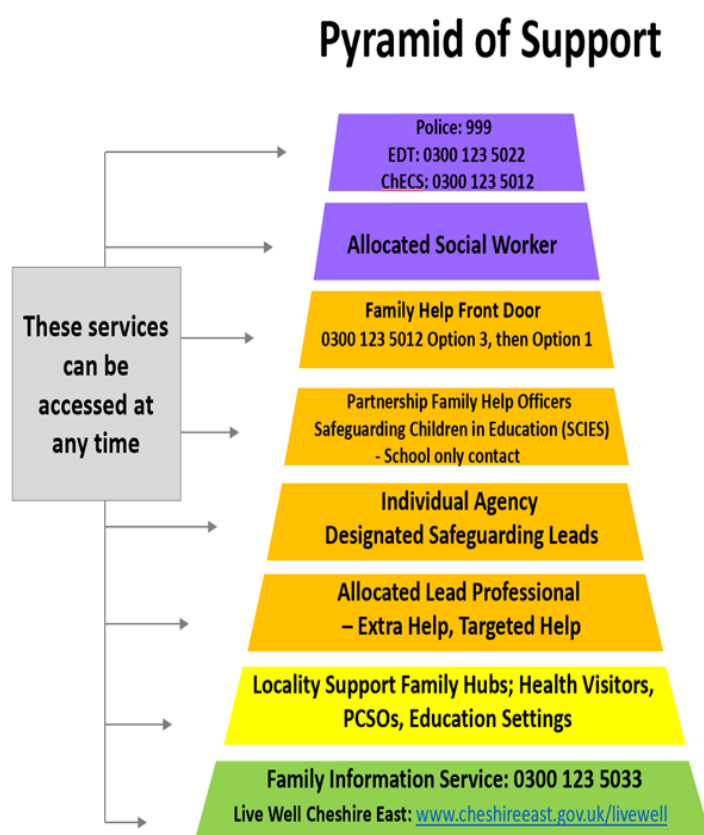 Pyramid of Support
Police: 999
EDT: 0300 123 5022
ChECS: 0300 123 5012
Allocated Social Worker
Family Help Front Door
0300 123 5012 Option 3, then Option 1
Partnership Family Help Officers
Safeguarding Children in Education (SCIES)
- School only contact
Individual Agency
Designated Safeguarding Leads
Allocated Lead Professional
– Extra Help, Targeted Help
Locality Support Family Hubs; Health Visitors,
PCSOs, Education Settings
Family Information Service: 0300 123 5033
Live Well Cheshire East: www.cheshireeast.gov.uk/livewell
These services
can be
accessed at
any time